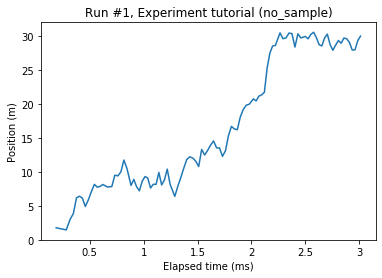 Run #1, Experiment tutorial (no_sample)
Position (m)
30
25
20
15
10
5
0
0.5 1 1.5 2 2.5 3
Elapsed time (ms)